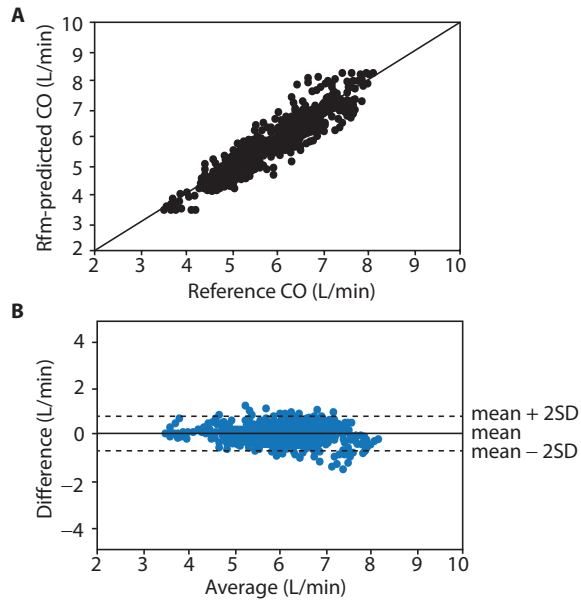 A
Rfm-predicted CO (L/min)
10
9
8
7
6
5
4
3
2
2 3 4 5 6 7 8 9 10
Reference CO (L/min)
B
Difference (L/min)
4
2
0
−2
−4
mean + 2SD
mean
mean − 2SD
2 3 4 5 6 7 8 9 10
Average (L/min)